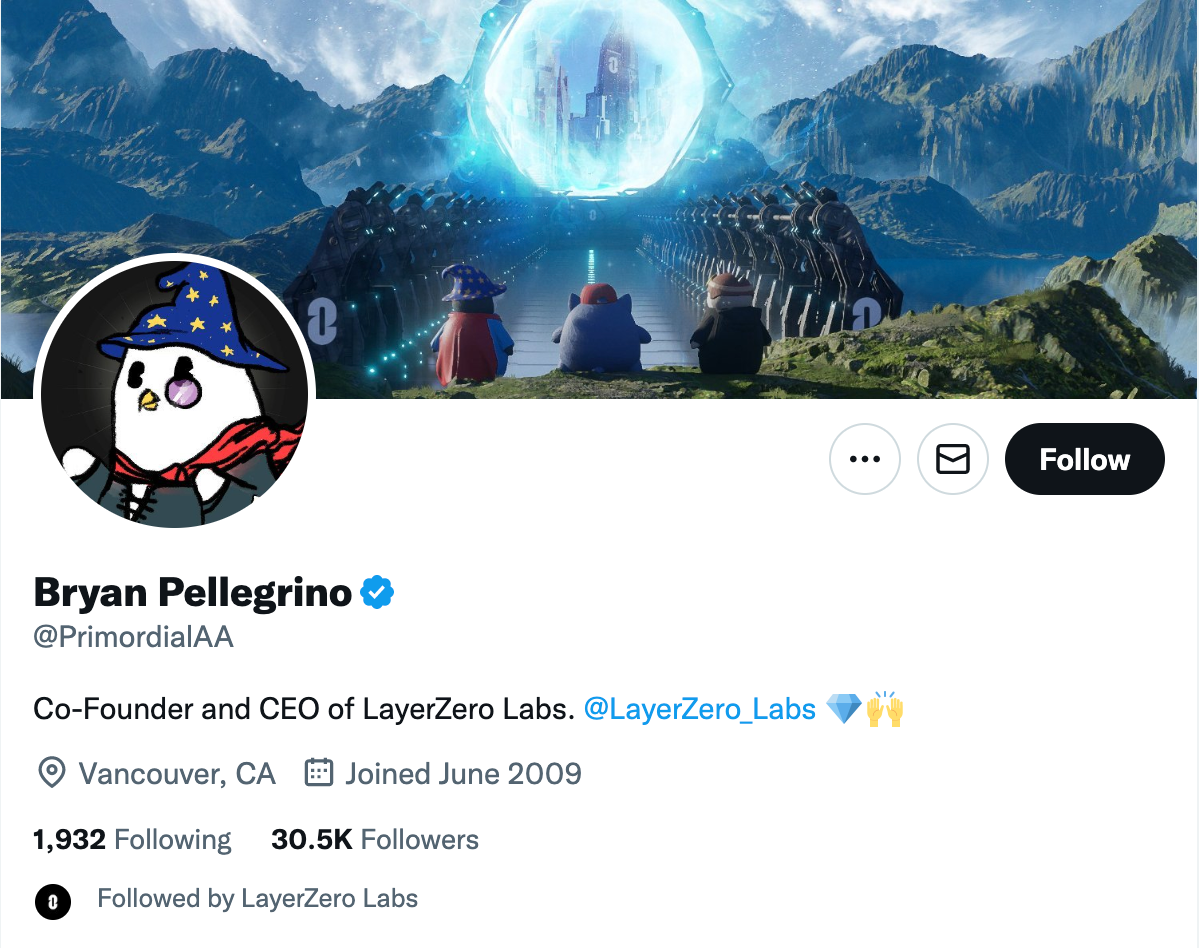 Follow
Bryan Pellegrino
@PrimordialAA
Co-Founder and CEO of LayerZero Labs. @LayerZero_Labs 💎🙌
Vancouver, CA Joined June 2009
1,932 Following 30.5K Followers
Followed by LayerZero Labs